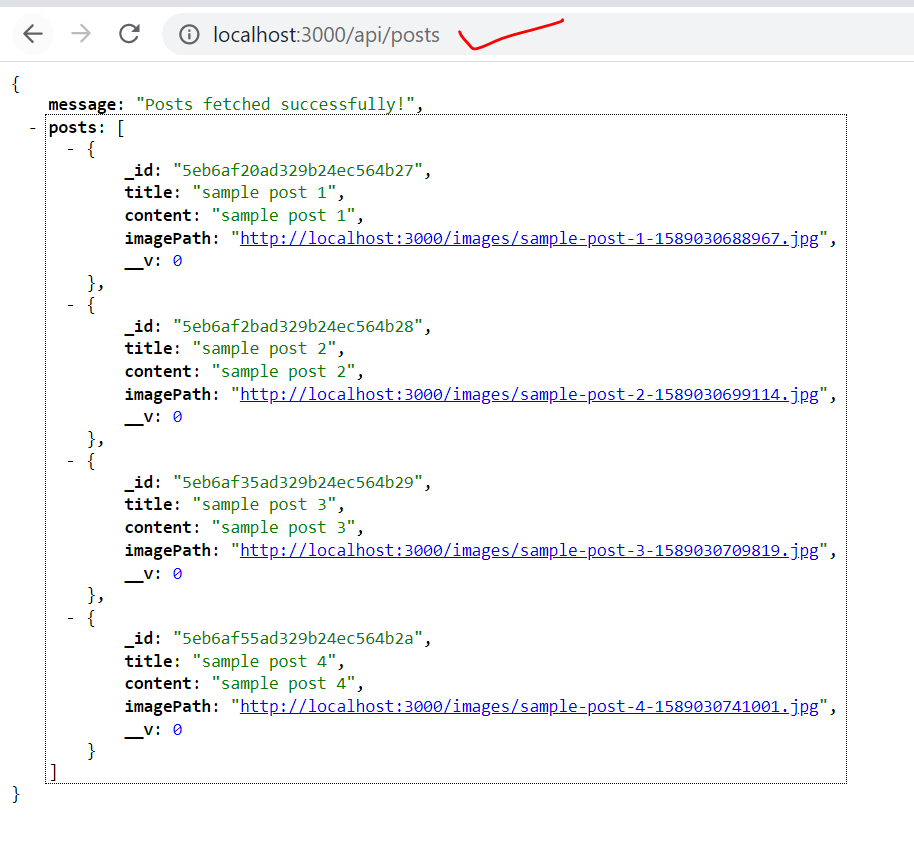 localhost:3000/api/posts
{
message: "Posts fetched successfully!",
- posts: [
- {
_id: "5eb6af20ad329b24ec564b27",
title: "sample post 1",
content: "sample post 1",
imagePath: "http://localhost:3000/images/sample-post-1-1589030688967.jpg",
__v: 0
},
- {
_id: "5eb6af2bad329b24ec564b28",
title: "sample post 2",
content: "sample post 2",
imagePath: "http://localhost:3000/images/sample-post-2-1589030699114.jpg",
__v: 0
},
- {
_id: "5eb6af35ad329b24ec564b29",
title: "sample post 3",
content: "sample post 3",
imagePath: "http://localhost:3000/images/sample-post-3-1589030709819.jpg",
__v: 0
},
- {
_id: "5eb6af55ad329b24ec564b2a",
title: "sample post 4",
content: "sample post 4",
imagePath: "http://localhost:3000/images/sample-post-4-1589030741001.jpg",
__v: 0
}
]
}